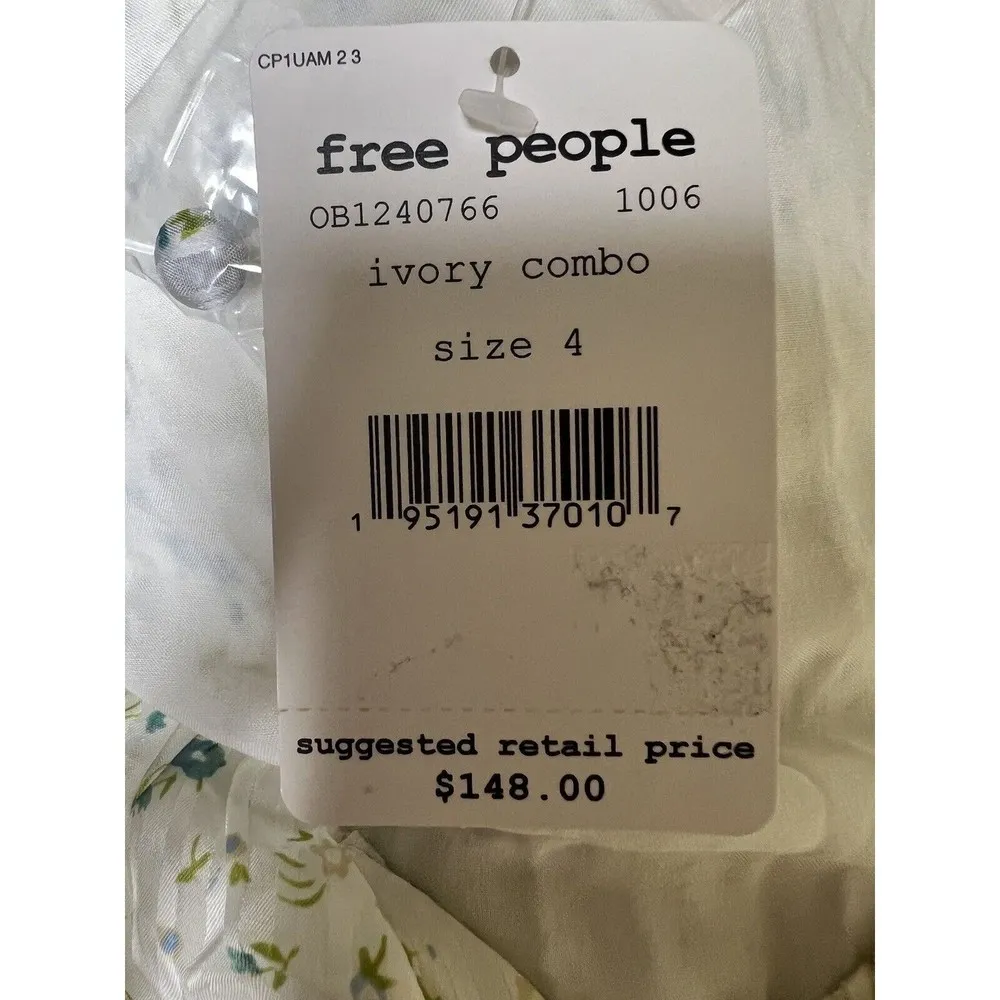 CP1UAM 2 3
free people
OB1240766 1006
ivory combo
size 4
1 95191 37010 7
suggested retail price
$148.00